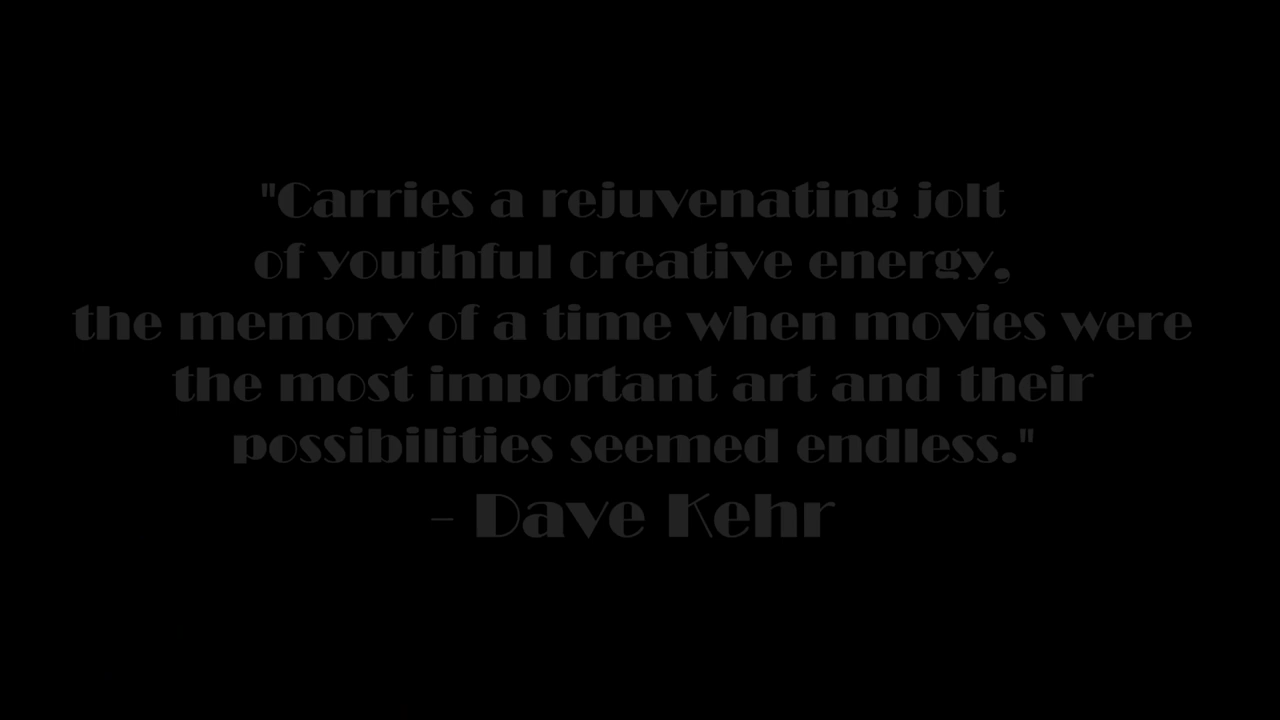 "Carries a rejuvenating jolt
of youthful creative energy,
the memory of a time when movies were
the most important art and their
possibilities seemed endless."
- Dave Kehr